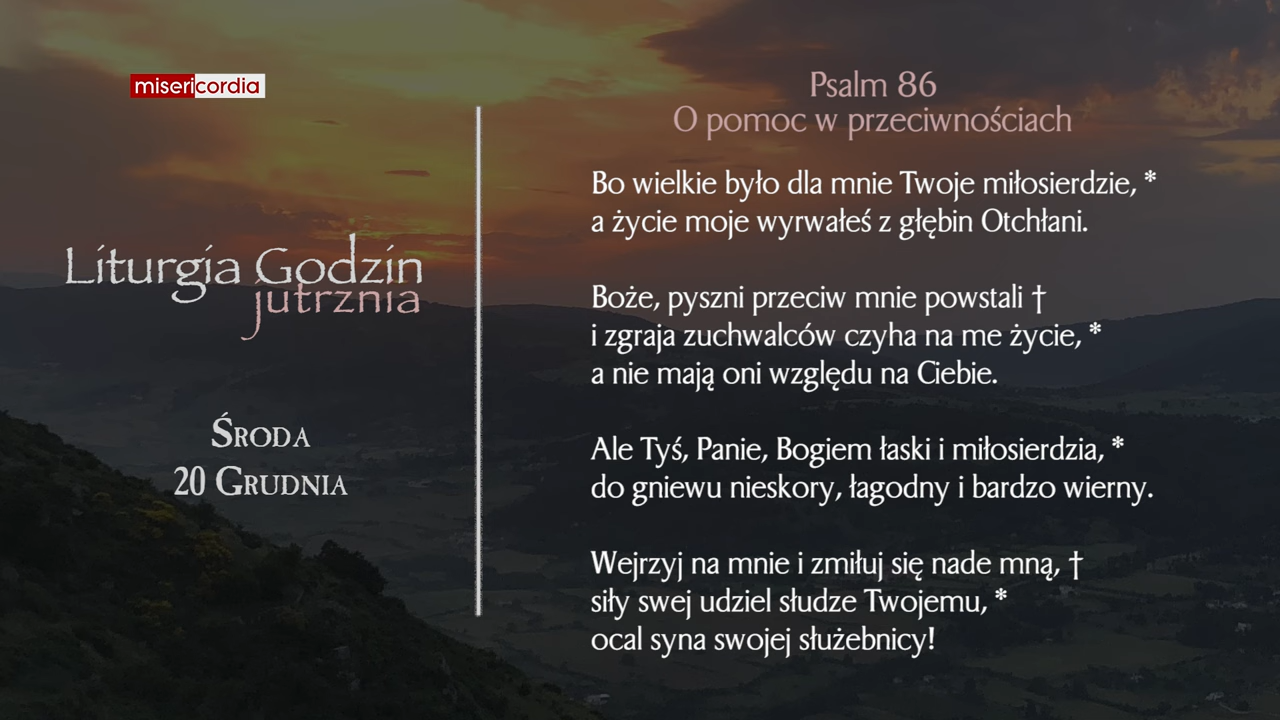 misericordia
Liturgia Godzin
jutrznia
Środa
20 Grudnia
Psalm 86
O pomoc w przeciwnościach
Bo wielkie było dla mnie Twoje miłosierdzie, *
a życie moje wyrwałeś z głębin Otchłani.
Boże, pyszni przeciw mnie powstali †
i zgraja zuchwalców czyha na me życie, *
a nie mają oni względu na Ciebie.
Ale Tyś, Panie, Bogiem łaski i miłosierdzia, *
do gniewu nieskory, łagodny i bardzo wierny.
Wejrzyj na mnie i zmiłuj się nade mną, †
siły swej udziel słudze Twojemu, *
ocal syna swojej służebnicy!